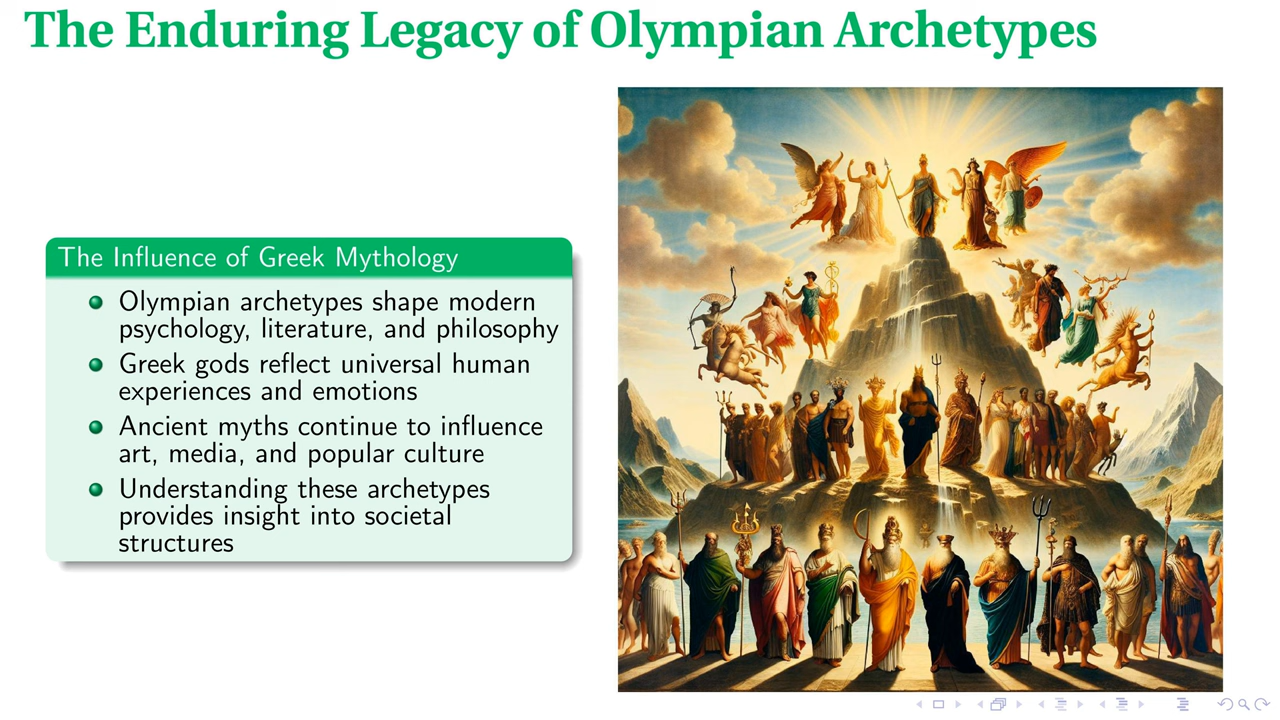 The Enduring Legacy of Olympian Archetypes
The Influence of Greek Mythology
Olympian archetypes shape modern
psychology, literature, and philosophy
Greek gods reflect universal human
experiences and emotions
Ancient myths continue to influence
art, media, and popular culture
Understanding these archetypes
provides insight into societal
structures